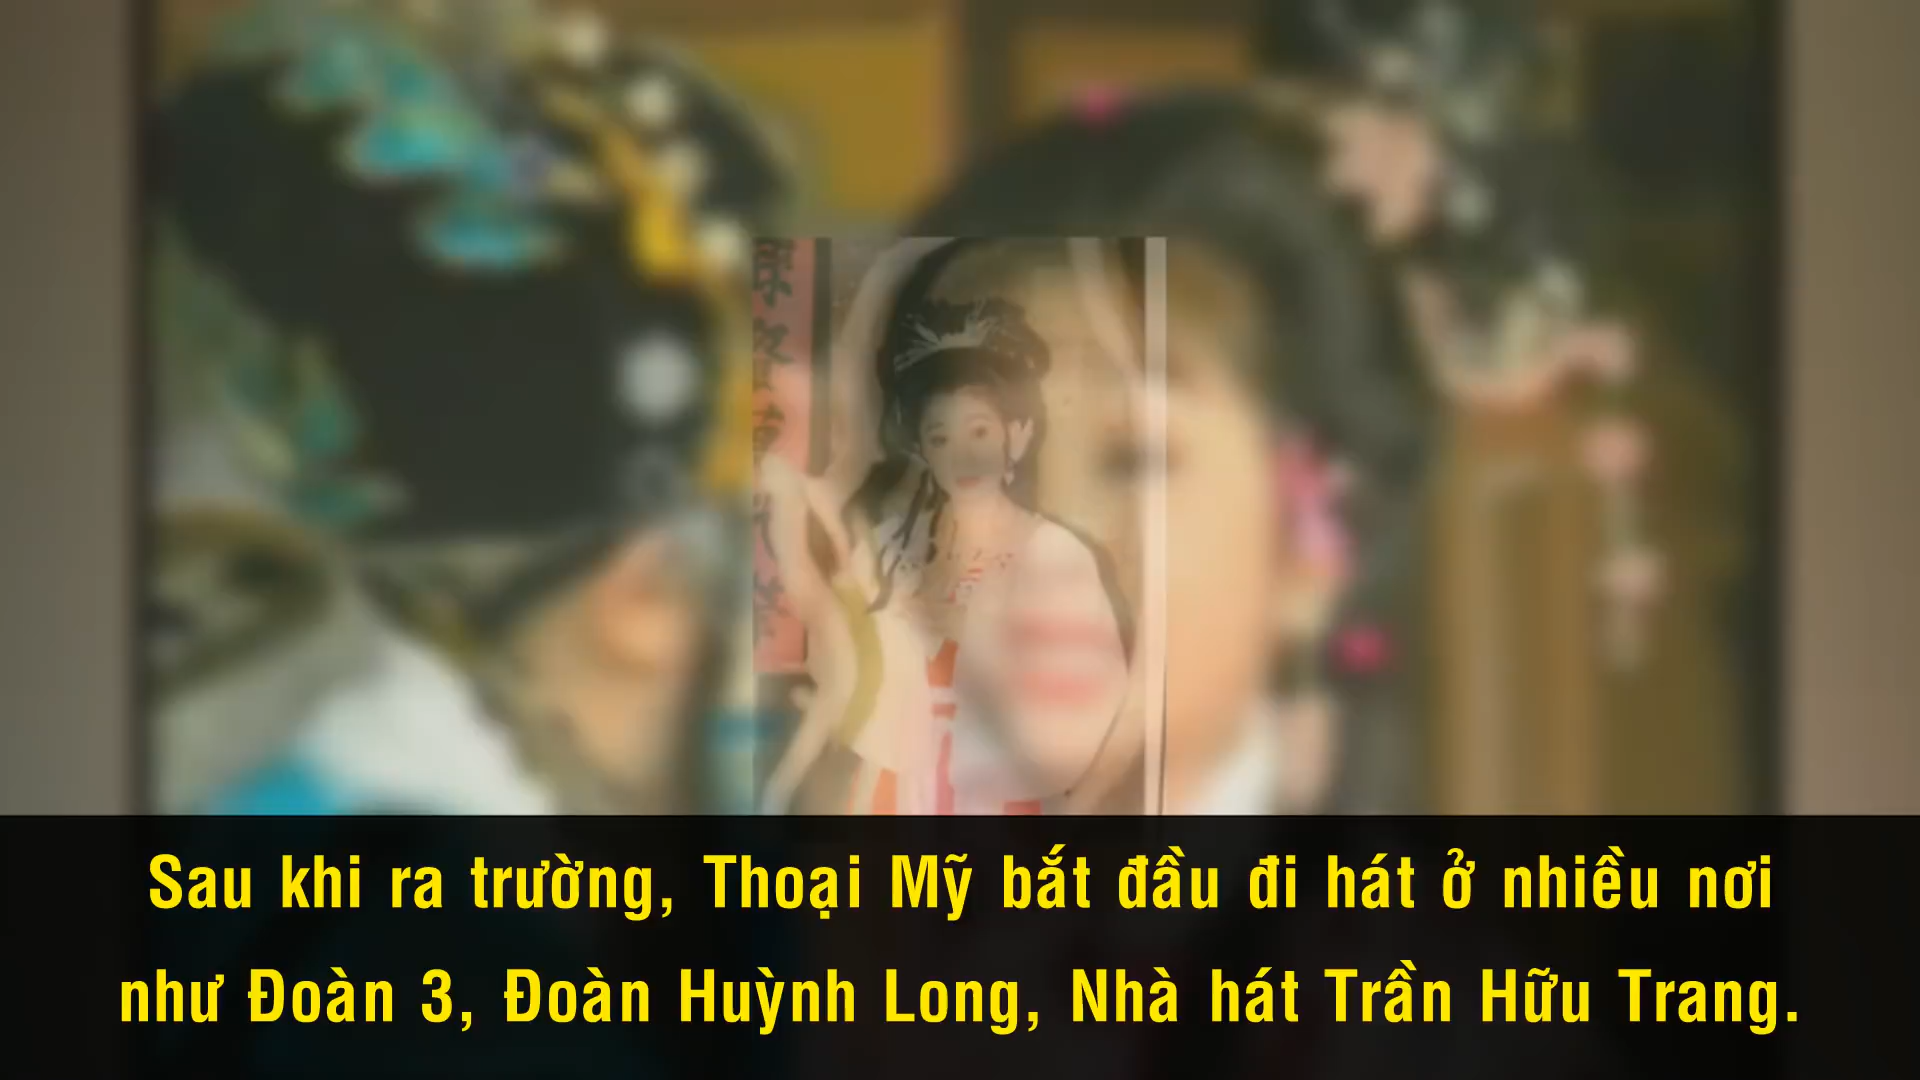 Sau khi ra trường, Thoại Mỹ bắt đầu đi hát ở nhiều nơi
như Đoàn 3, Đoàn Huỳnh Long, Nhà hát Trần Hữu Trang.